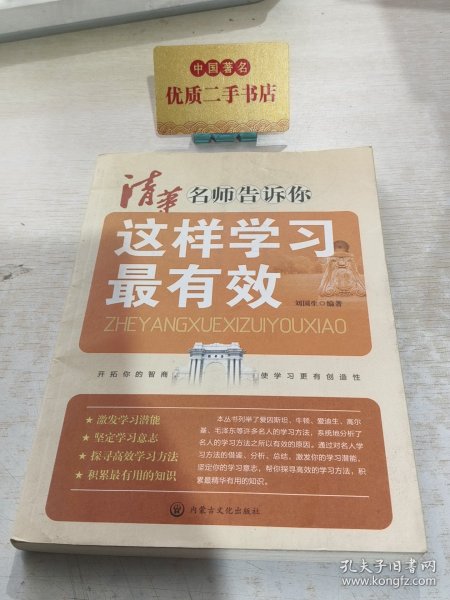 中国著名
优质二手书店
清华名师告诉你
这样学习
最有效
刘国生◎编著
ZHEYANGXUEXIZUIYOUXIAO
开拓你的智商
使学习更有创造性
★ 激发学习潜能
★ 坚定学习意志
★ 探寻高效学习方法
★ 积累最有用的知识
本丛书列举了爱因斯坦、牛顿、爱迪生、高尔
基、毛泽东等许多名人的学习方法，系统地分析了
名人的学习方法之所以有效的原因。通过对名人学
习方法的借鉴、分析、总结，激发你的学习潜能，
坚定你的学习意志，帮你探寻高效的学习方法，积
累最精华有用的知识。
内蒙古文化出版社
孔夫子旧书网
www.kongfz.com